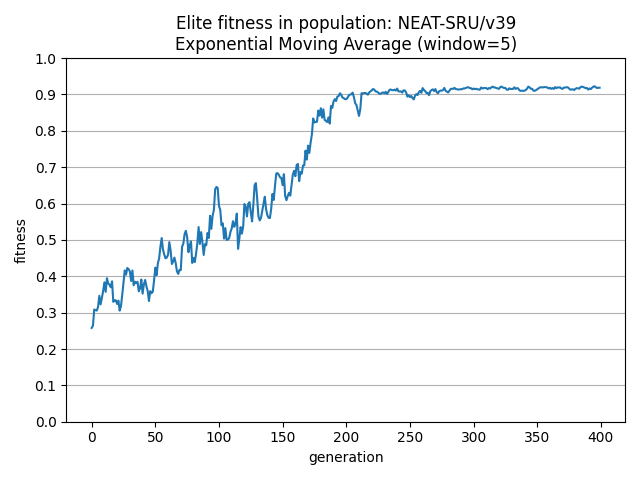 Elite fitness in population: NEAT-SRU/v39
Exponential Moving Average (window=5)
1.0
0.9
0.8
0.7
0.6
0.5
0.4
0.3
0.2
0.1
0.0
fitness
0 50 100 150 200 250 300 350 400
generation